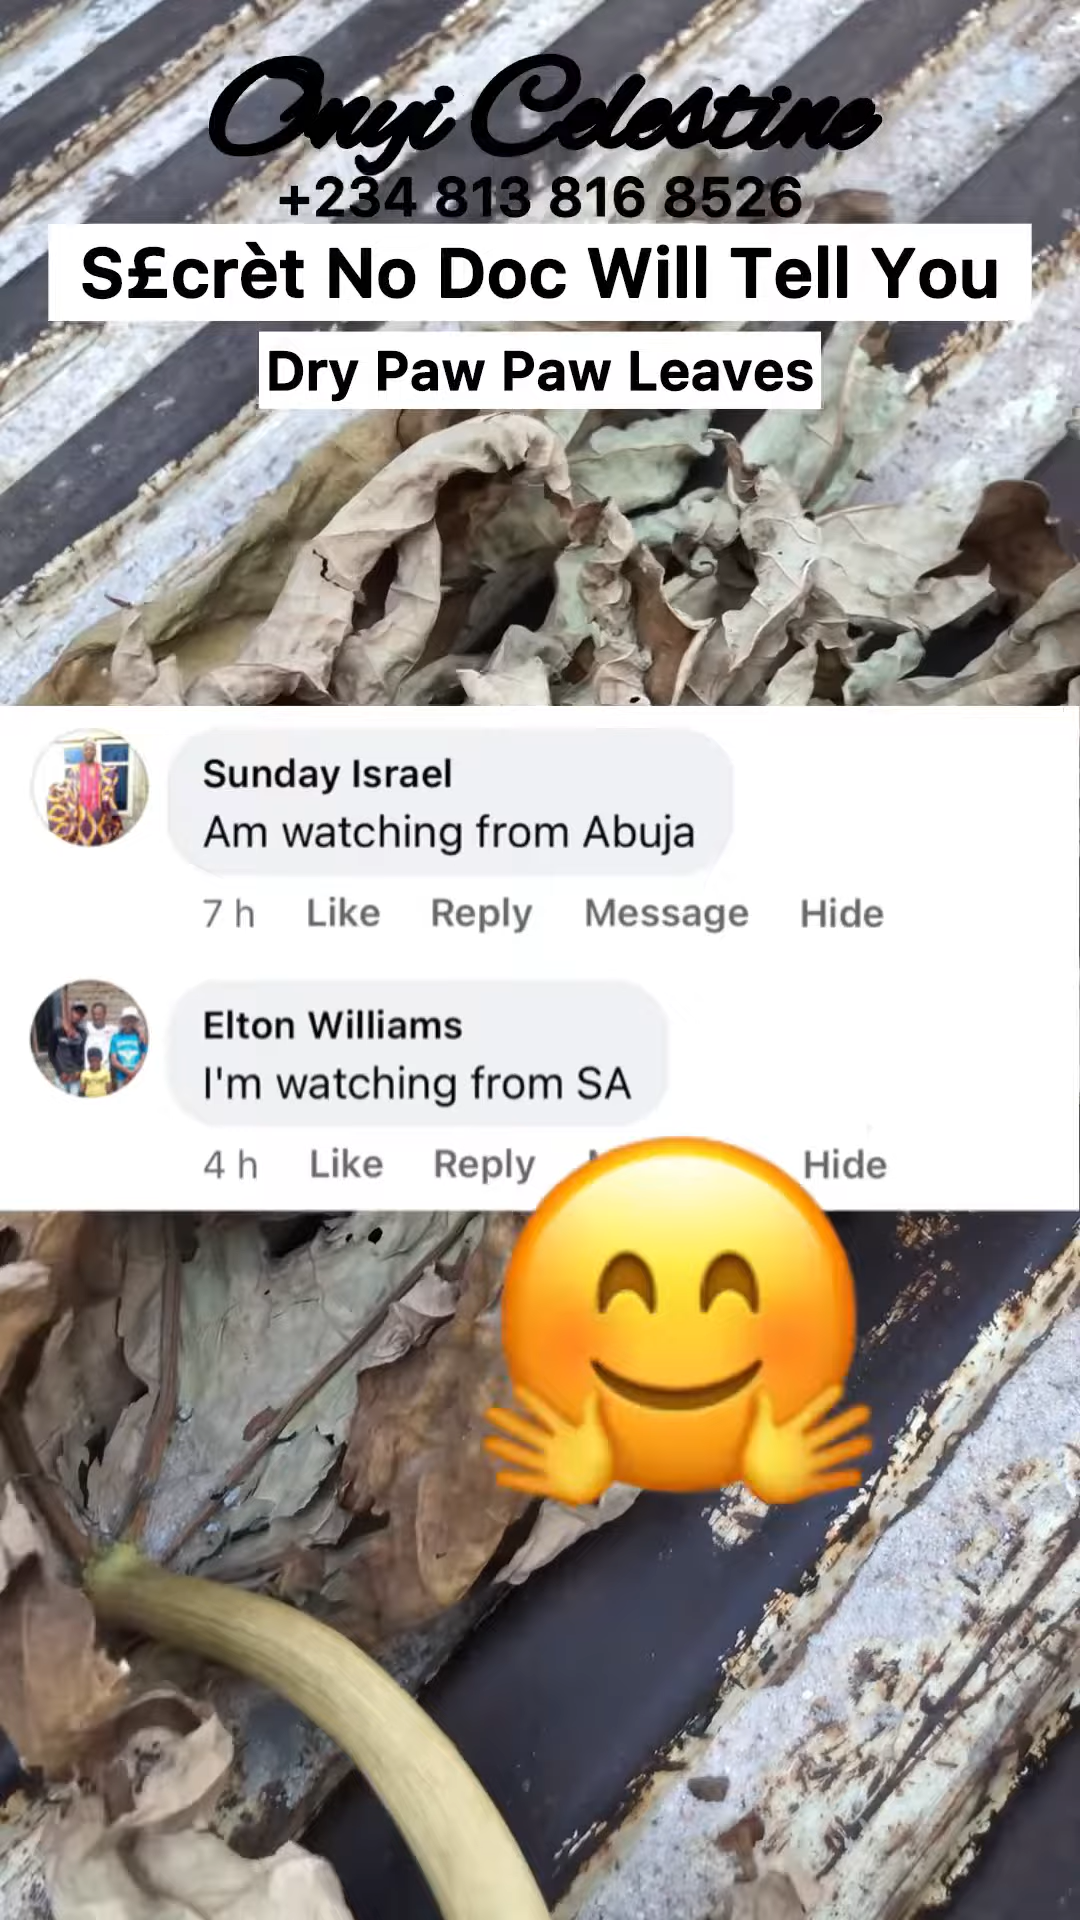 Onyi Celestine
+234 813 816 8526
S£crèt No Doc Will Tell You
Dry Paw Paw Leaves
Sunday Israel
Am watching from Abuja
7 h Like Reply Message Hide
Elton Williams
I'm watching from SA
4 h Like Reply Hide